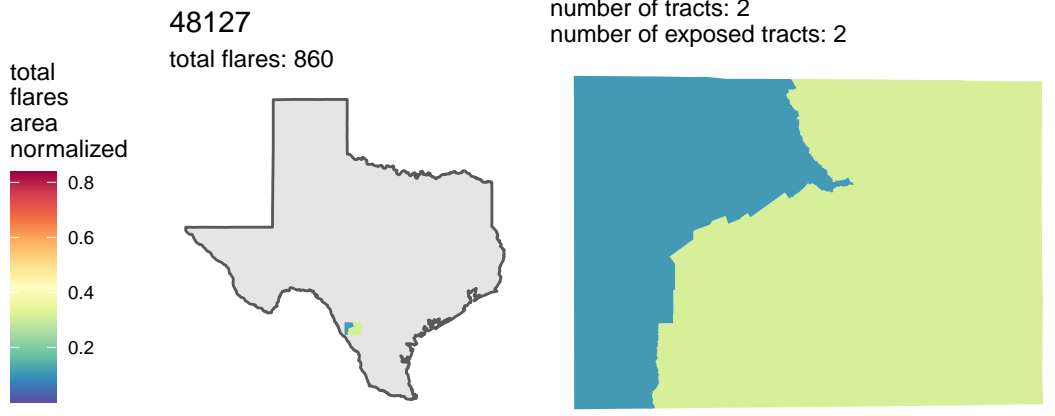 48127
total flares: 860
number of tracts: 2
number of exposed tracts: 2
total
flares
area
normalized
0.8
0.6
0.4
0.2